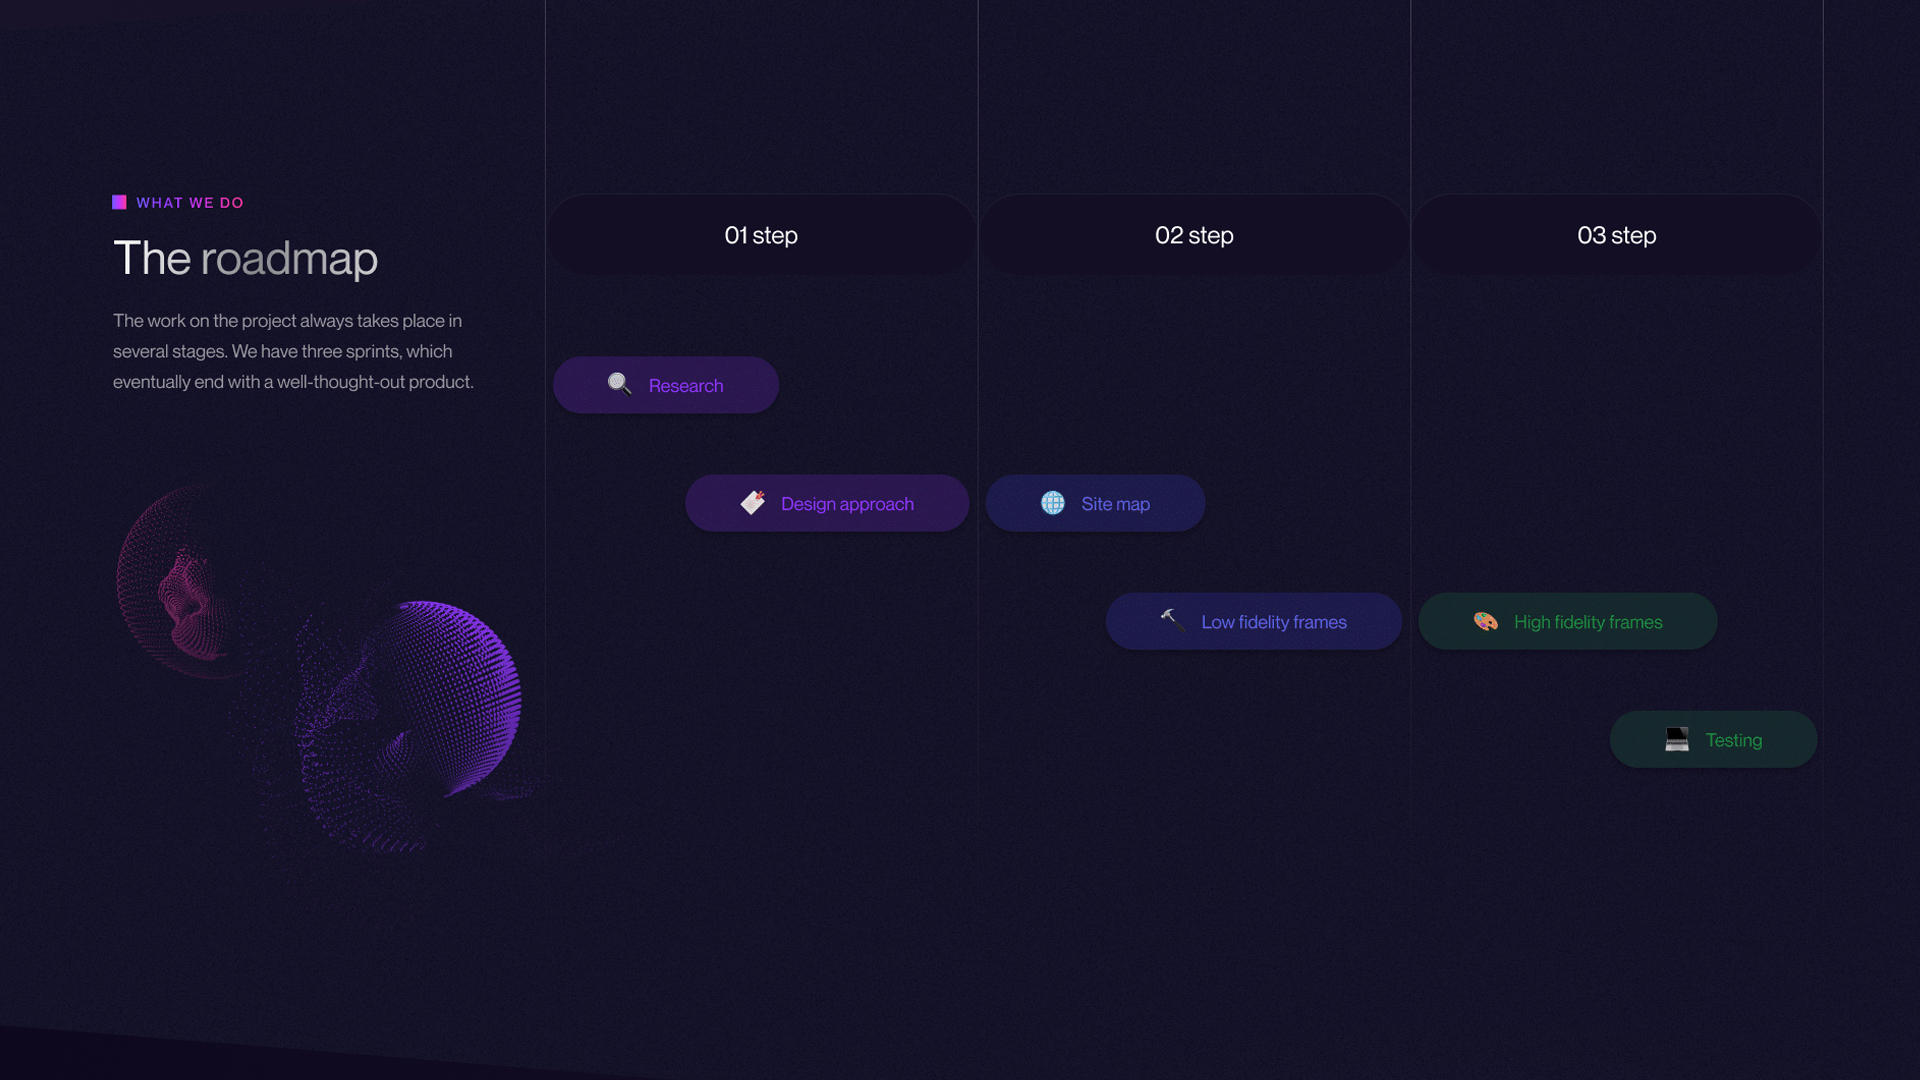 WHAT WE DO
The roadmap
The work on the project always takes place in
several stages. We have three sprints, which
eventually end with a well-thought-out product.
01 step
02 step
03 step
Research
Design approach
Site map
Low fidelity frames
High fidelity frames
Testing